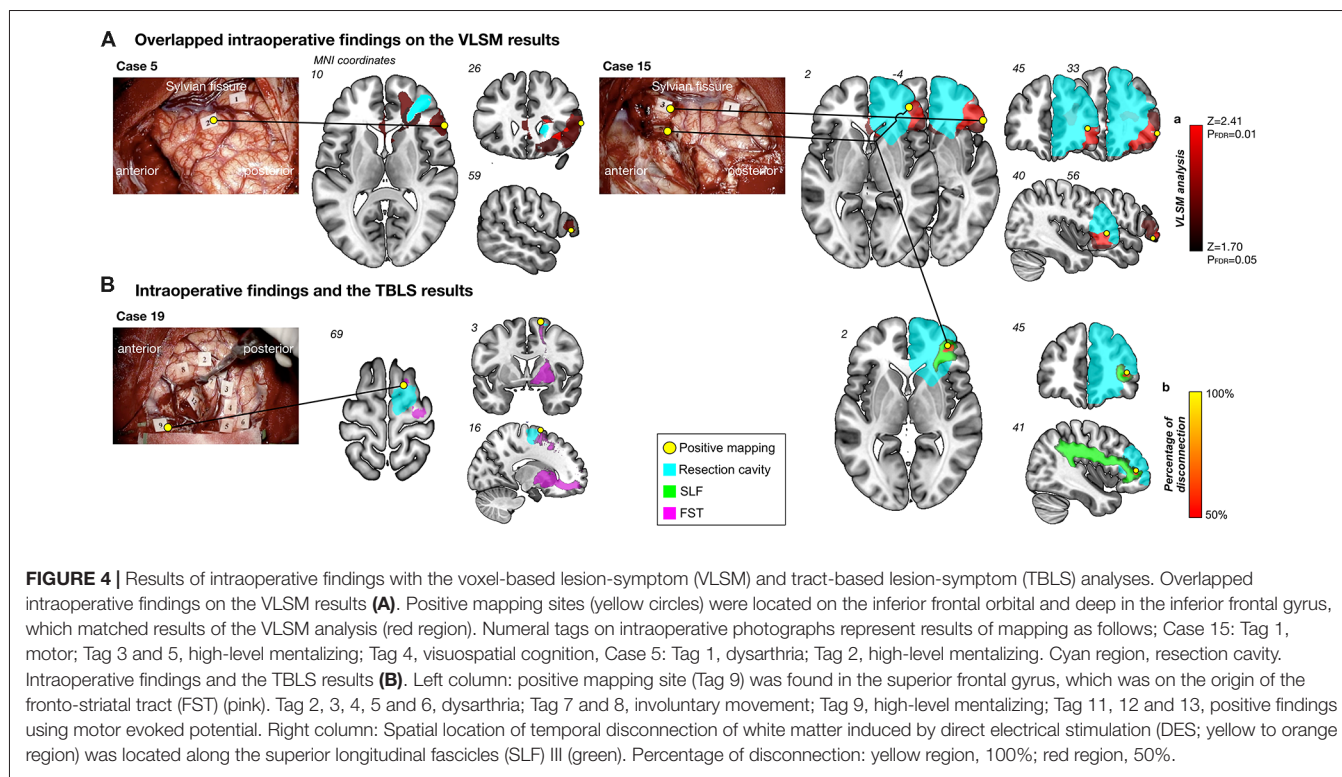 A Overlapped intraoperative findings on the VLSM results
Case 5
MNI coordinates
10
26
Case 15
2
-4
45
33
Sylvian fissure
1
2
anterior
posterior
59
Sylvian fissure
3
1
anterior
posterior
40
56
a
Z=2.41
PFDR=0.01
VLSM analysis
Z=1.70
PFDR=0.05
B Intraoperative findings and the TBLS results
Case 19
anterior
posterior
2
8
3
4
9
5
6
69
3
16
Positive mapping
Resection cavity
SLF
FST
2
45
41
b
100%
Percentage of
disconnection
50%
FIGURE 4 | Results of intraoperative findings with the voxel-based lesion-symptom (VLSM) and tract-based lesion-symptom (TBLS) analyses. Overlapped
intraoperative findings on the VLSM results (A). Positive mapping sites (yellow circles) were located on the inferior frontal orbital and deep in the inferior frontal gyrus,
which matched results of the VLSM analysis (red region). Numeral tags on intraoperative photographs represent results of mapping as follows; Case 15: Tag 1,
motor; Tag 3 and 5, high-level mentalizing; Tag 4, visuospatial cognition, Case 5: Tag 1, dysarthria; Tag 2, high-level mentalizing. Cyan region, resection cavity.
Intraoperative findings and the TBLS results (B). Left column: positive mapping site (Tag 9) was found in the superior frontal gyrus, which was on the origin of the
fronto-striatal tract (FST) (pink). Tag 2, 3, 4, 5 and 6, dysarthria; Tag 7 and 8, involuntary movement; Tag 9, high-level mentalizing; Tag 11, 12 and 13, positive findings
using motor evoked potential. Right column: Spatial location of temporal disconnection of white matter induced by direct electrical stimulation (DES; yellow to orange
region) was located along the superior longitudinal fascicles (SLF) III (green). Percentage of disconnection: yellow region, 100%; red region, 50%.